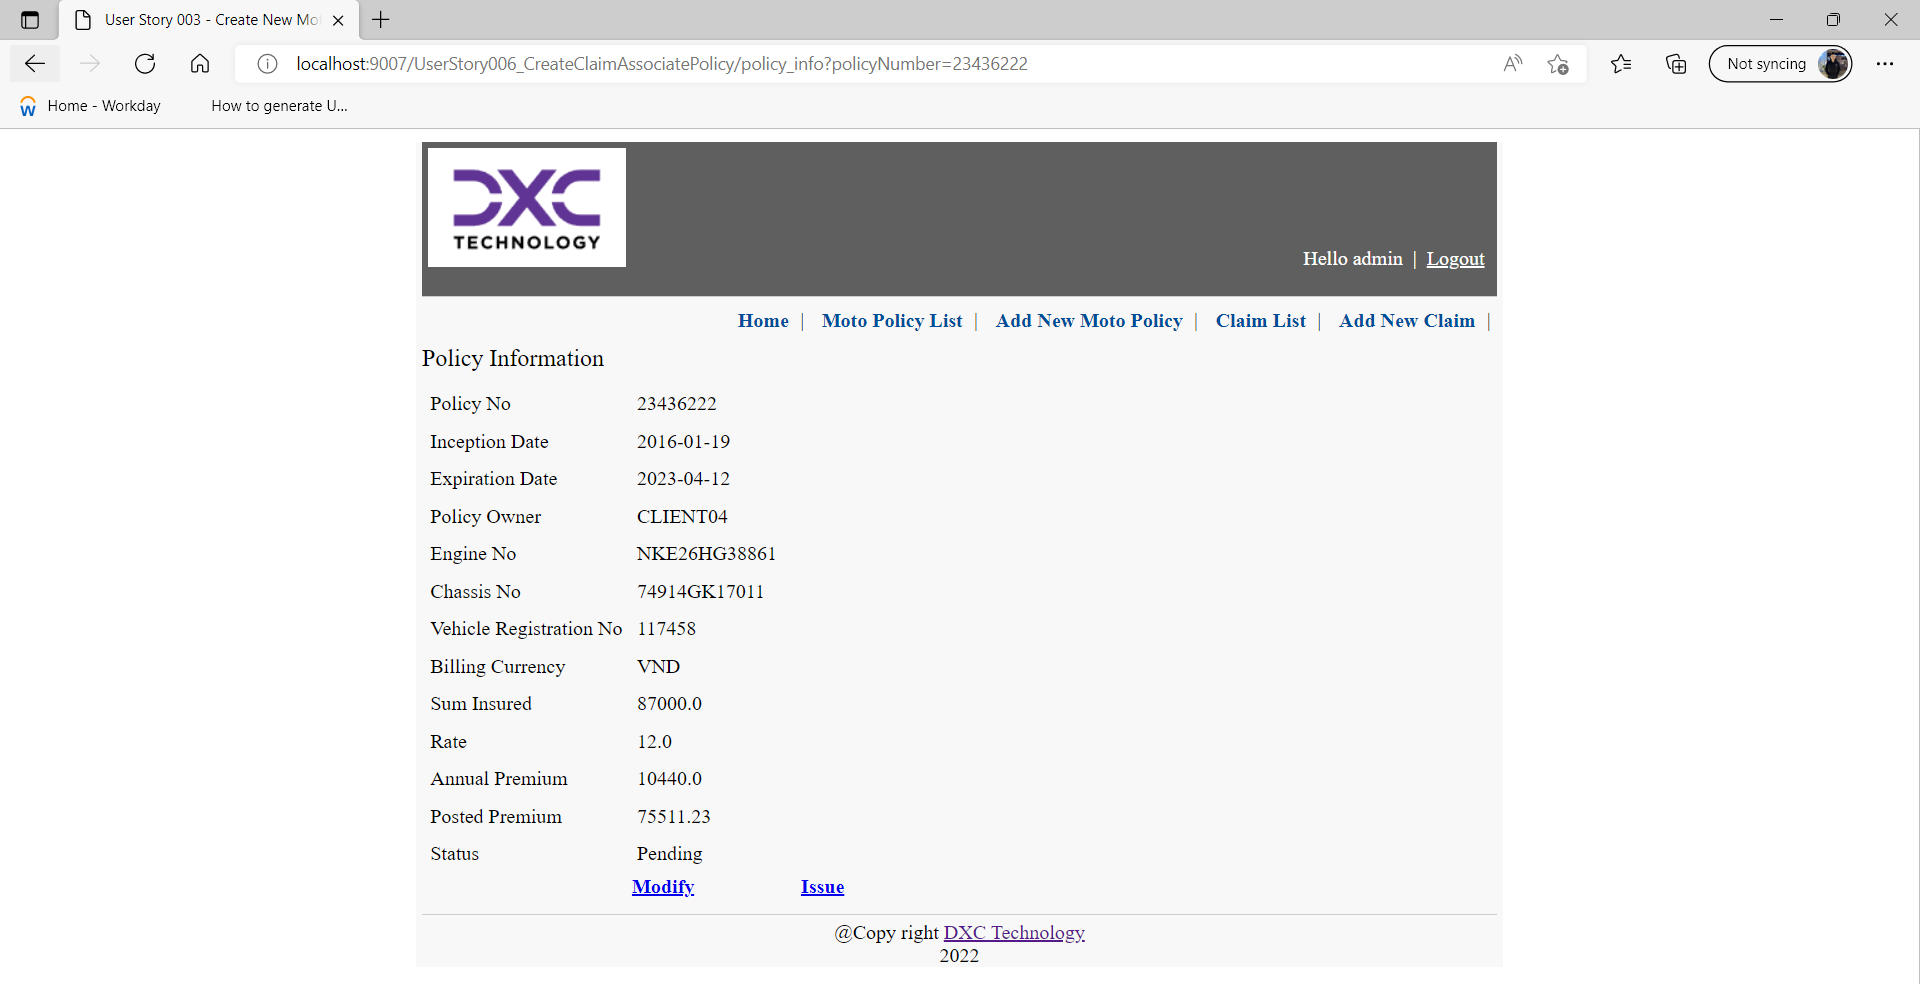 User Story 003 - Create New Mo
localhost:9007/UserStory006_CreateClaimAssociatePolicy/policy_info?policyNumber=23436222
Not syncing
Home - Workday
How to generate U...
DXC
TECHNOLOGY
Hello admin | Logout
Home | Moto Policy List | Add New Moto Policy | Claim List | Add New Claim |
Policy Information
Policy No 23436222
Inception Date 2016-01-19
Expiration Date 2023-04-12
Policy Owner CLIENT04
Engine No NKE26HG38861
Chassis No 74914GK17011
Vehicle Registration No 117458
Billing Currency VND
Sum Insured 87000.0
Rate 12.0
Annual Premium 10440.0
Posted Premium 75511.23
Status Pending
Modify Issue
@Copy right DXC Technology
2022